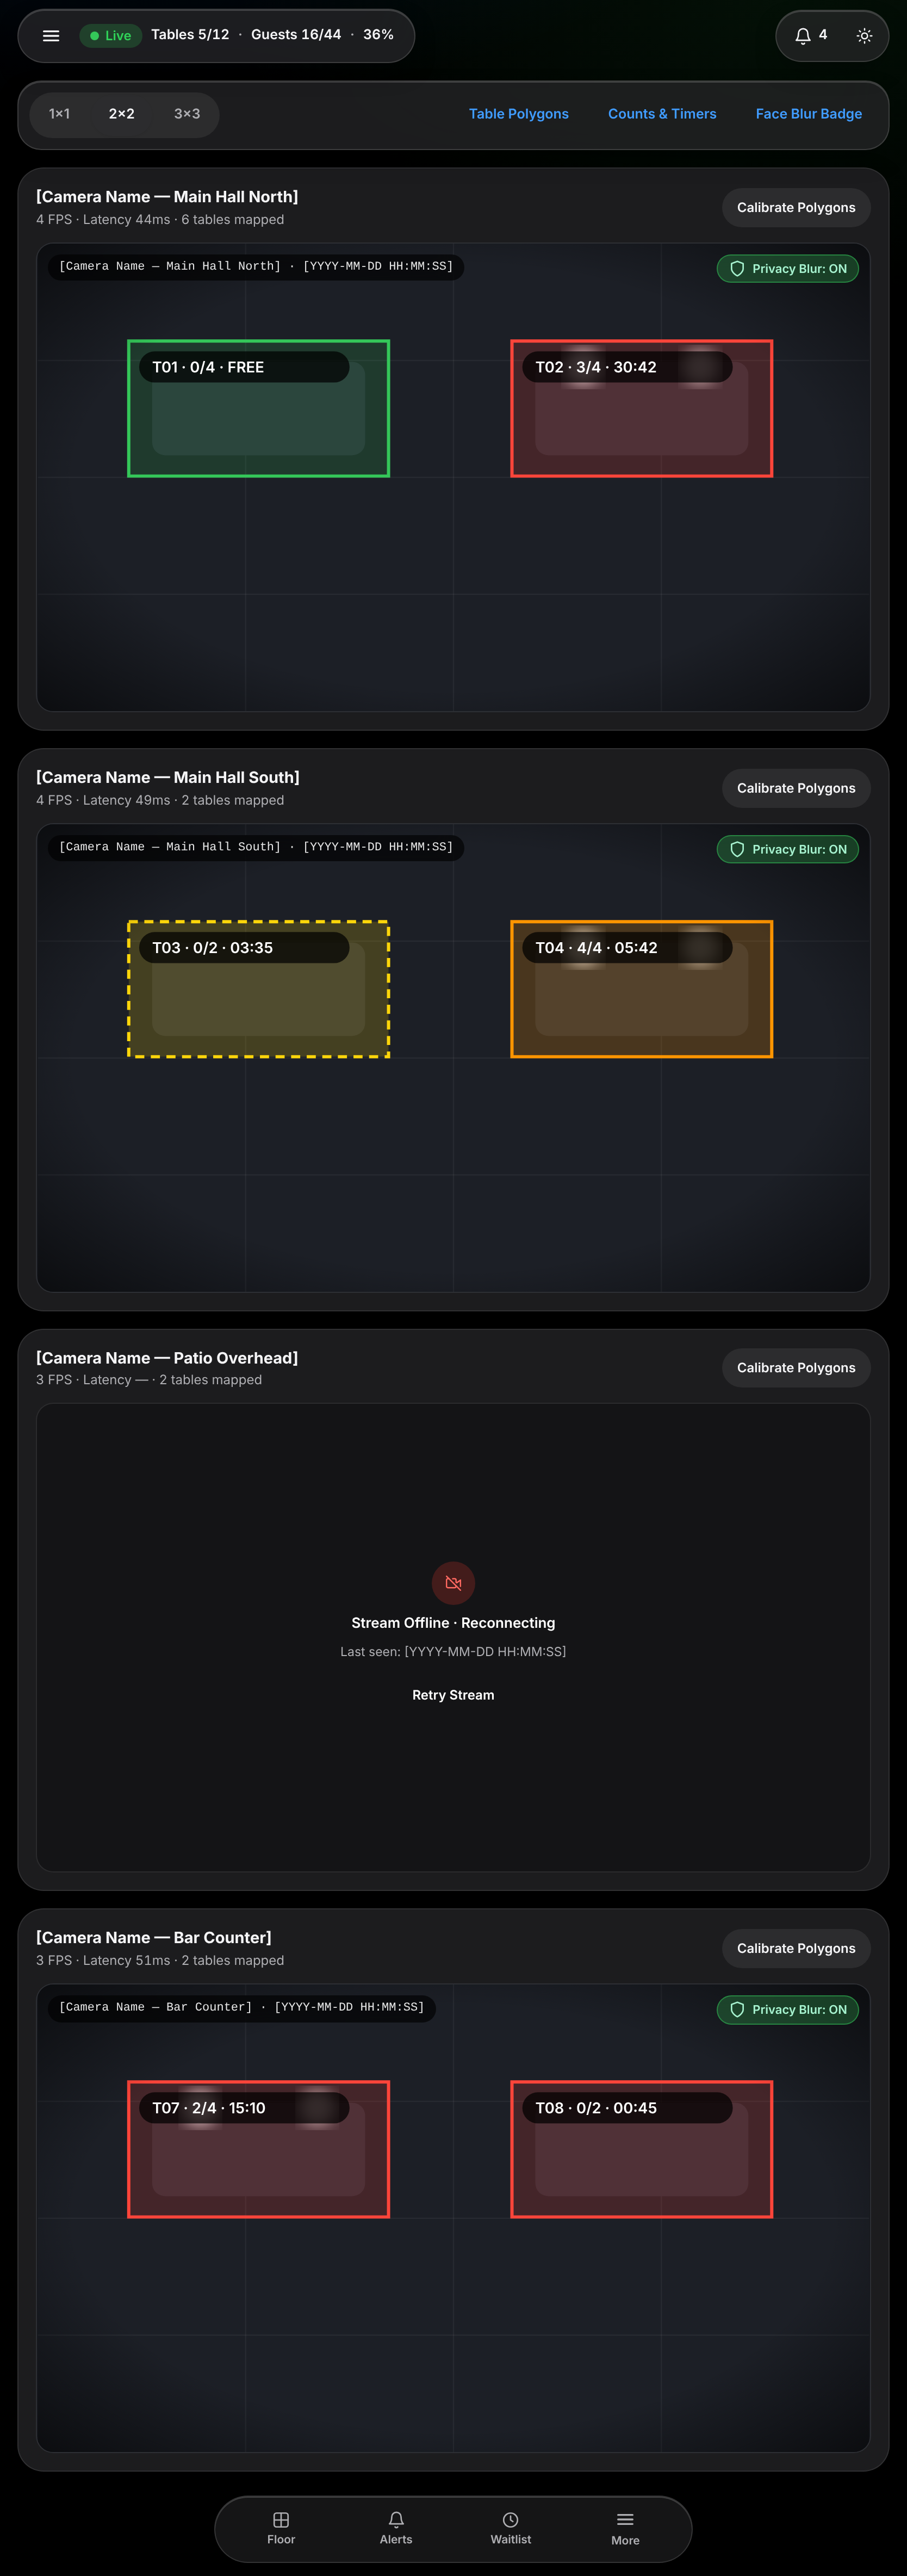 Live Tables 5/12 · Guests 16/44 · 36%
4
1×1 2×2 3×3 Table Polygons Counts & Timers Face Blur Badge
[Camera Name — Main Hall North]
4 FPS · Latency 44ms · 6 tables mapped
Calibrate Polygons
[Camera Name — Main Hall North] · [YYYY-MM-DD HH:MM:SS]
Privacy Blur: ON
T01 · 0/4 · FREE
T02 · 3/4 · 30:42
[Camera Name — Main Hall South]
4 FPS · Latency 49ms · 2 tables mapped
Calibrate Polygons
[Camera Name — Main Hall South] · [YYYY-MM-DD HH:MM:SS]
Privacy Blur: ON
T03 · 0/2 · 03:35
T04 · 4/4 · 05:42
[Camera Name — Patio Overhead]
3 FPS · Latency — · 2 tables mapped
Calibrate Polygons
Stream Offline · Reconnecting
Last seen: [YYYY-MM-DD HH:MM:SS]
Retry Stream
[Camera Name — Bar Counter]
3 FPS · Latency 51ms · 2 tables mapped
Calibrate Polygons
[Camera Name — Bar Counter] · [YYYY-MM-DD HH:MM:SS]
Privacy Blur: ON
T07 · 2/4 · 15:10
T08 · 0/2 · 00:45
Floor Alerts Waitlist More